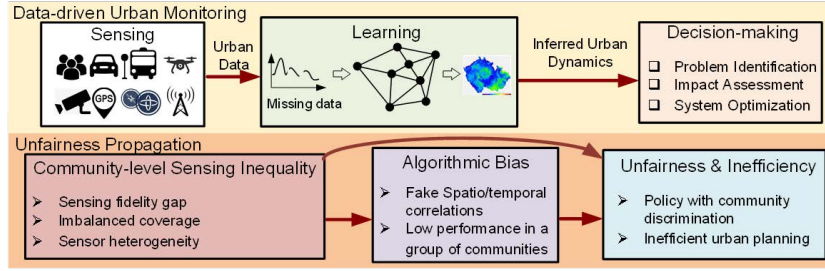 Data-driven Urban Monitoring
Sensing
GPS
Urban
Data
Learning
Missing data
Inferred Urban
Dynamics
Decision-making
Problem Identification
Impact Assessment
System Optimization
Unfairness Propagation
Community-level Sensing Inequality
Sensing fidelity gap
Imbalanced coverage
Sensor heterogeneity
Algorithmic Bias
Fake Spatio/temporal
correlations
Low performance in a
group of communities
Unfairness & Inefficiency
Policy with community
discrimination
Inefficient urban planning